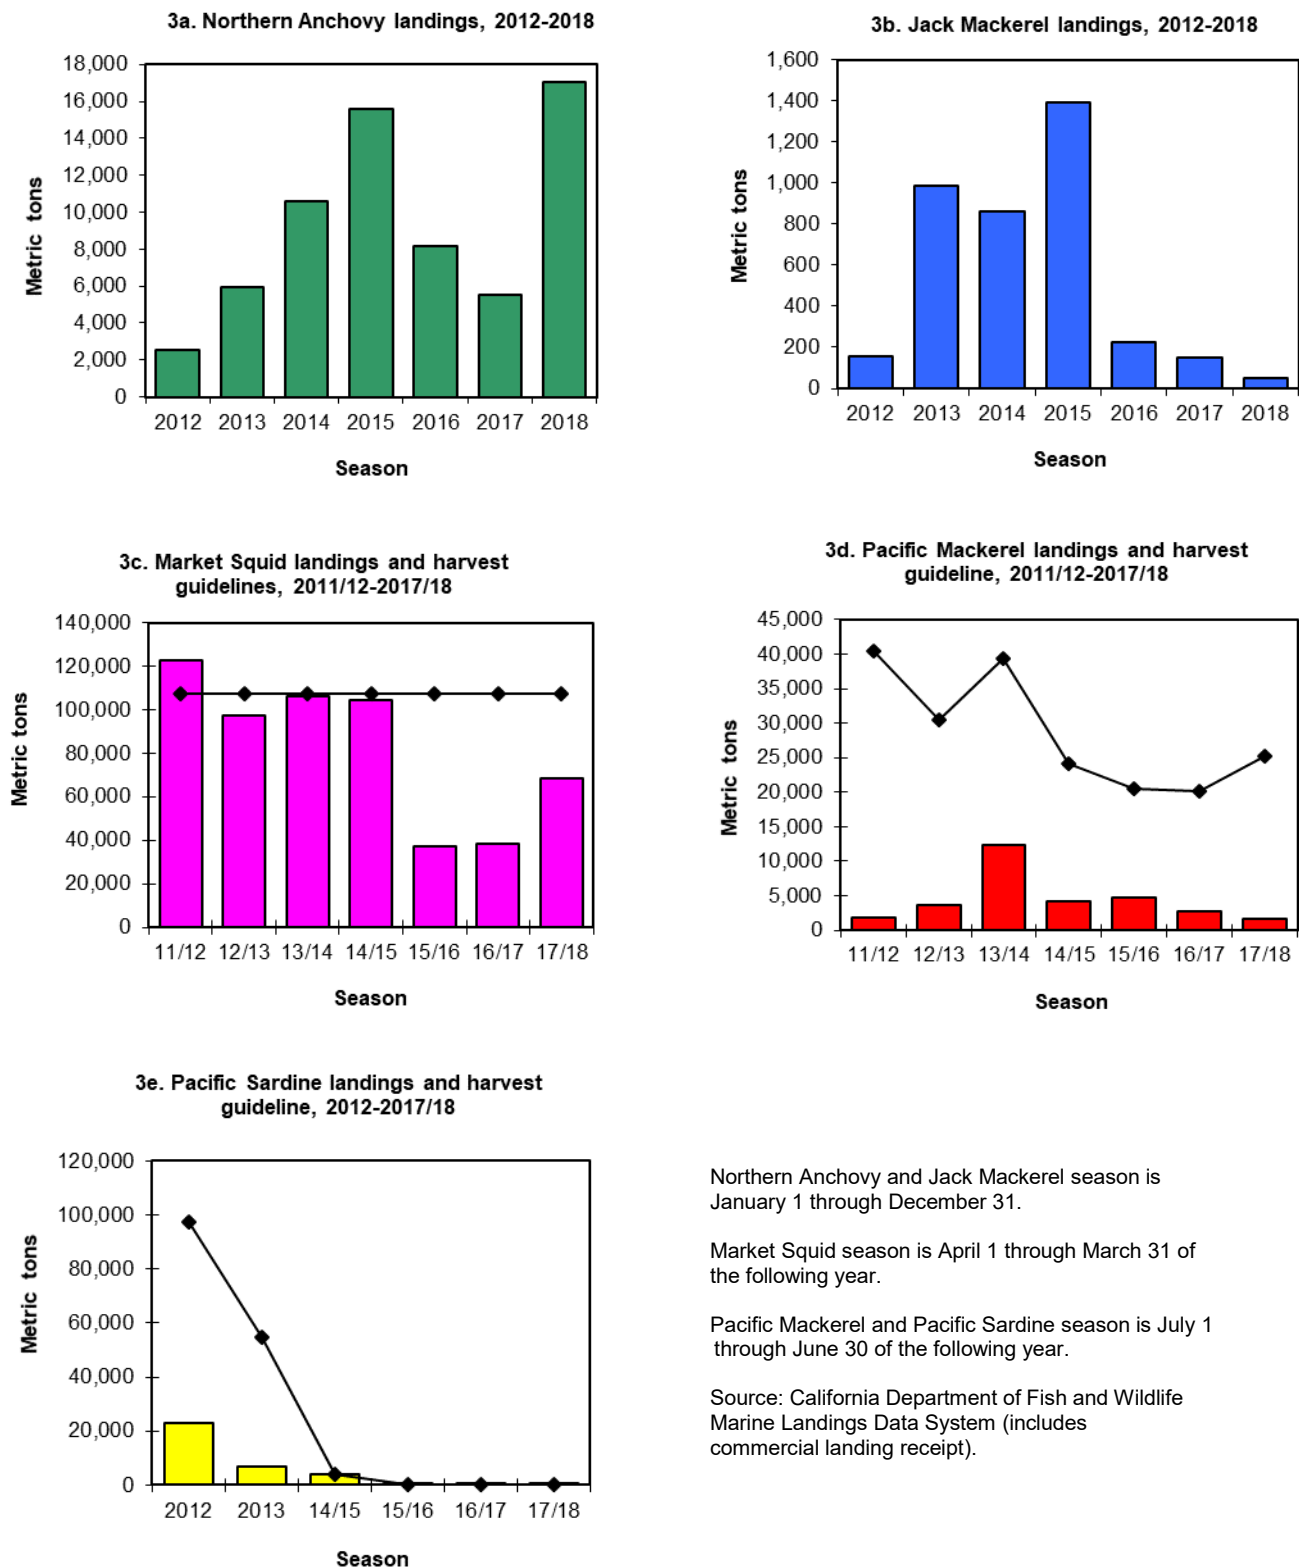 3a. Northern Anchovy landings, 2012-2018
18,000
16,000
14,000
12,000
10,000
8,000
6,000
4,000
2,000
0
Metric tons
2012 2013 2014 2015 2016 2017 2018
Season
3b. Jack Mackerel landings, 2012-2018
1,600
1,400
1,200
1,000
800
600
400
200
0
Metric tons
2012 2013 2014 2015 2016 2017 2018
Season
3c. Market Squid landings and harvest
guidelines, 2011/12-2017/18
140,000
120,000
100,000
80,000
60,000
40,000
20,000
0
Metric tons
11/12 12/13 13/14 14/15 15/16 16/17 17/18
Season
3d. Pacific Mackerel landings and harvest
guideline, 2011/12-2017/18
45,000
40,000
35,000
30,000
25,000
20,000
15,000
10,000
5,000
0
Metric tons
11/12 12/13 13/14 14/15 15/16 16/17 17/18
Season
3e. Pacific Sardine landings and harvest
guideline, 2012-2017/18
120,000
100,000
80,000
60,000
40,000
20,000
0
Metric tons
2012 2013 14/15 15/16 16/17 17/18
Season
Northern Anchovy and Jack Mackerel season is
January 1 through December 31.
Market Squid season is April 1 through March 31 of
the following year.
Pacific Mackerel and Pacific Sardine season is July 1
through June 30 of the following year.
Source: California Department of Fish and Wildlife
Marine Landings Data System (includes
commercial landing receipt).